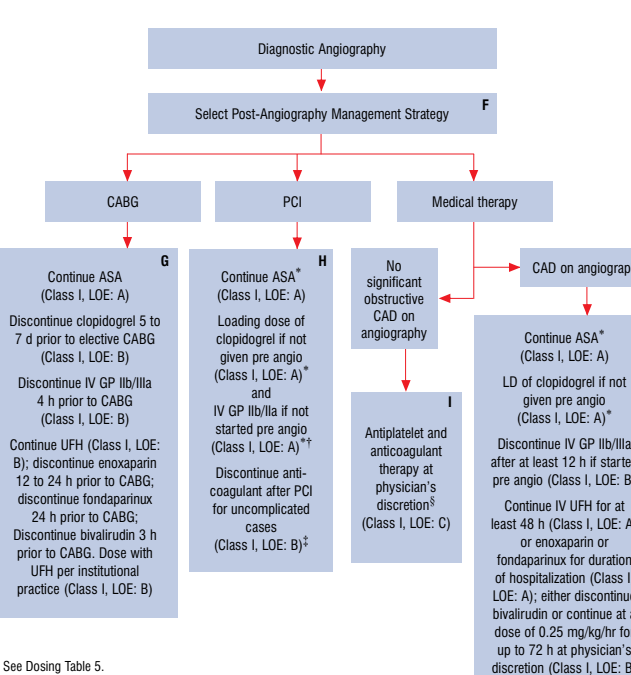 Diagnostic Angiography
Select Post-Angiography Management Strategy
F
CABG
PCI
Medical therapy
G
Continue ASA
(Class I, LOE: A)
Discontinue clopidogrel 5 to
7 d prior to elective CABG
(Class I, LOE: B)
Discontinue IV GP IIb/IIIa
4 h prior to CABG
(Class I, LOE: B)
Continue UFH (Class I, LOE:
B); discontinue enoxaparin
12 to 24 h prior to CABG;
discontinue fondaparinux
24 h prior to CABG;
Discontinue bivalirudin 3 h
prior to CABG. Dose with
UFH per institutional
practice (Class I, LOE: B)
H
Continue ASA*
(Class I, LOE: A)
Loading dose of
clopidogrel if not
given pre angio
(Class I, LOE: A)*
and
IV GP IIb/IIa if not
started pre angio
(Class I, LOE: A)*†
Discontinue anti-
coagulant after PCI
for uncomplicated
cases
(Class I, LOE: B)‡
No
significant
obstructive
CAD on
angiography
I
Antiplatelet and
anticoagulant
therapy at
physician's
discretion§
(Class I, LOE: C)
CAD on angiograp
Continue ASA*
(Class I, LOE: A)
LD of clopidogrel if not
given pre angio
(Class I, LOE: A)*
Discontinue IV GP IIb/IIIa
after at least 12 h if starte
pre angio (Class I, LOE: B
Continue IV UFH for at
least 48 h (Class I, LOE: A
or enoxaparin or
fondaparinux for duration
of hospitalization (Class I
LOE: A); either discontinue
bivalirudin or continue at a
dose of 0.25 mg/kg/hr for
up to 72 h at physician's
discretion (Class I, LOE: B
See Dosing Table 5.